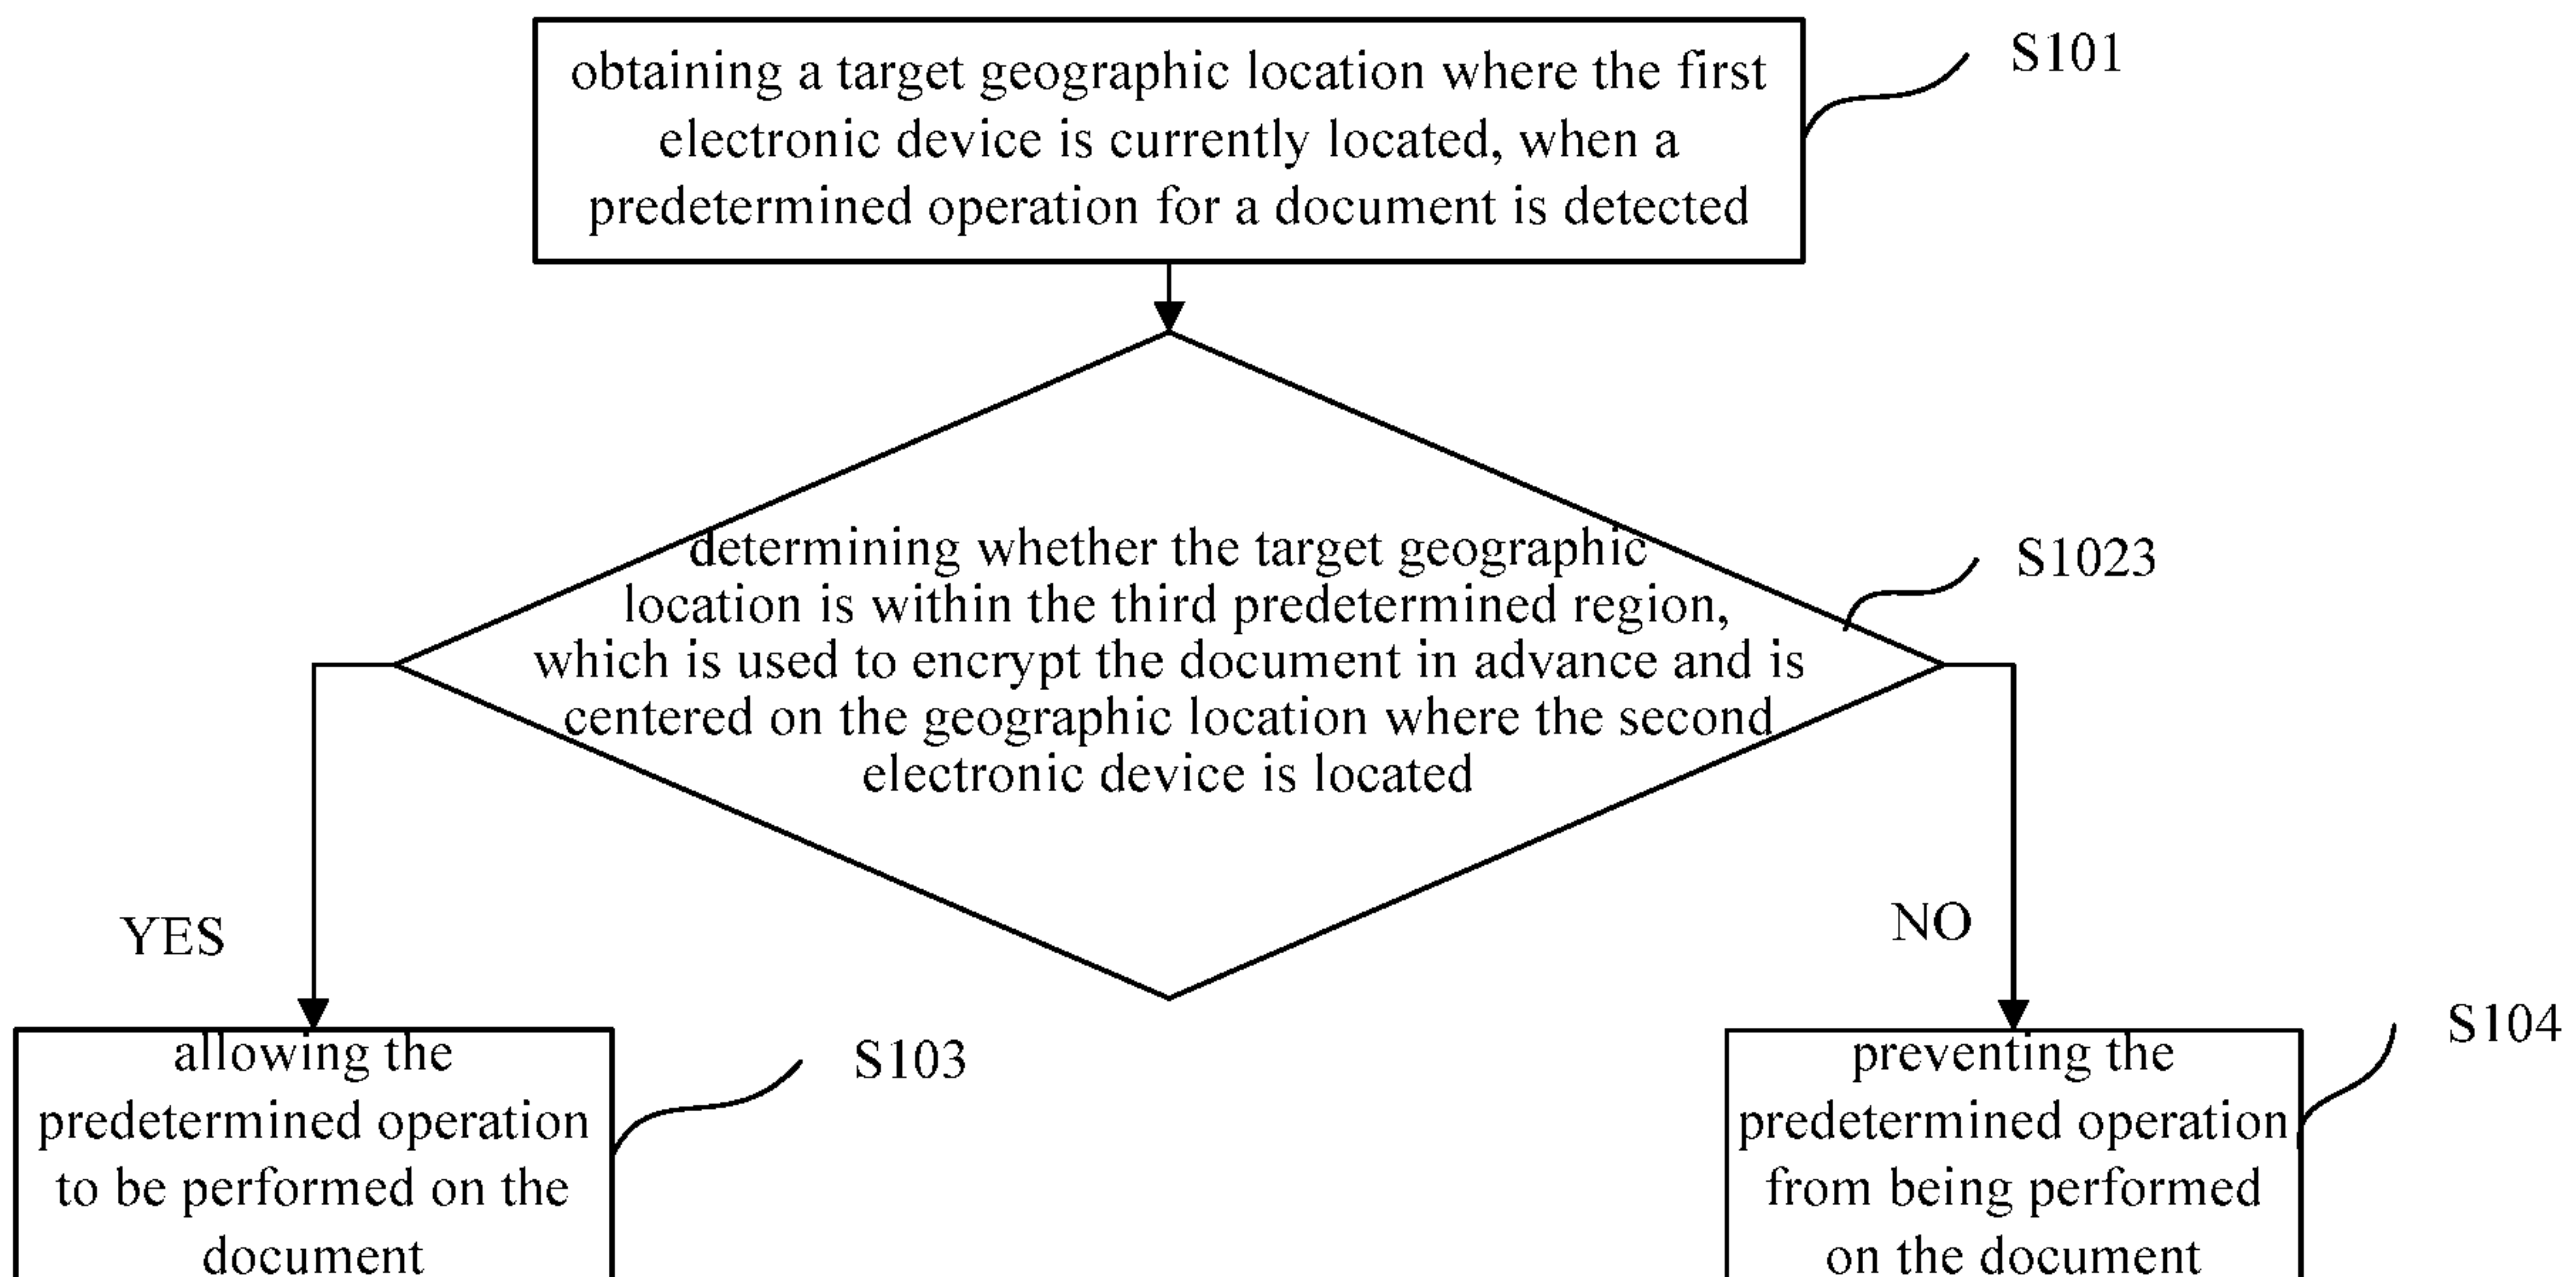 obtaining a target geographic location where the first
electronic device is currently located, when a
predetermined operation for a document is detected
S101
determining whether the target geographic
location is within the third predetermined region,
which is used to encrypt the document in advance and is
centered on the geographic location where the second
electronic device is located
S1023
YES
NO
allowing the
predetermined operation
to be performed on the
document
S103
preventing the
predetermined operation
from being performed
on the document
S104